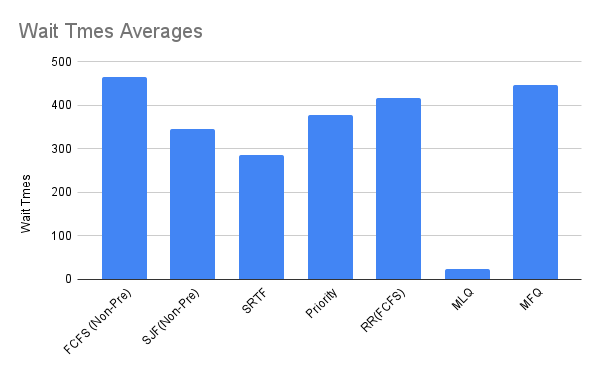 Wait Tmes Averages
500
400
300
200
100
0
Wait Tmes
FCFS (Non-Pre)
SJF(Non-Pre)
SRTF
Priority
RR(FCFS)
MLQ
MFQ